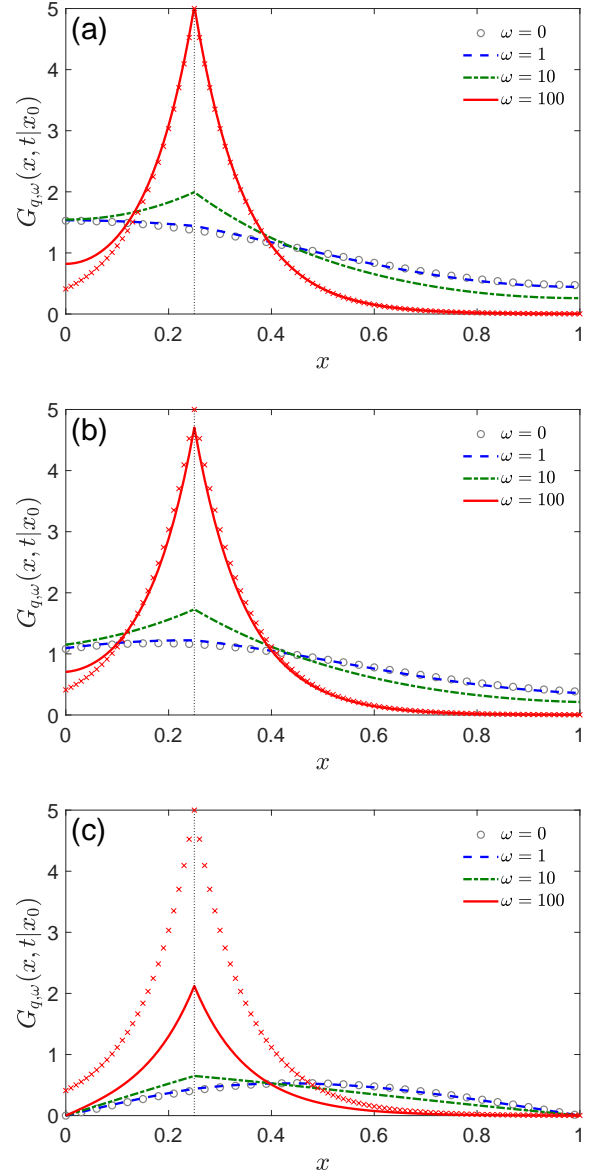 (a)
ω = 0
ω = 1
ω = 10
ω = 100
G_{q,ω}(x, t|x_0)
5
4
3
2
1
0
0 0.2 0.4 0.6 0.8 1
x
(b)
ω = 0
ω = 1
ω = 10
ω = 100
G_{q,ω}(x, t|x_0)
5
4
3
2
1
0
0 0.2 0.4 0.6 0.8 1
x
(c)
ω = 0
ω = 1
ω = 10
ω = 100
G_{q,ω}(x, t|x_0)
5
4
3
2
1
0
0 0.2 0.4 0.6 0.8 1
x